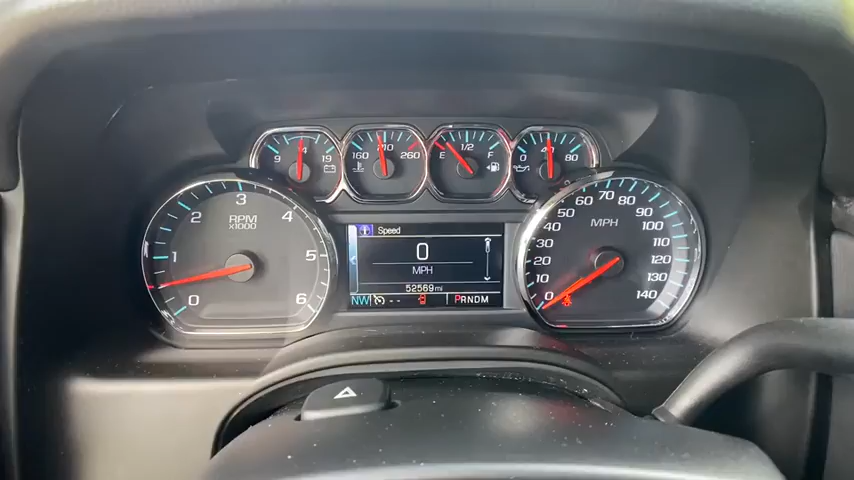 9 14 19
160 210 260
E 1/2 F
0 40 80
RPM
x1000
0 1 2 3 4 5 6
Speed
0
MPH
52569mi
NW -- PRNDM
MPH
0 10 20 30 40 50 60 70 80 90 100 110 120 130 140